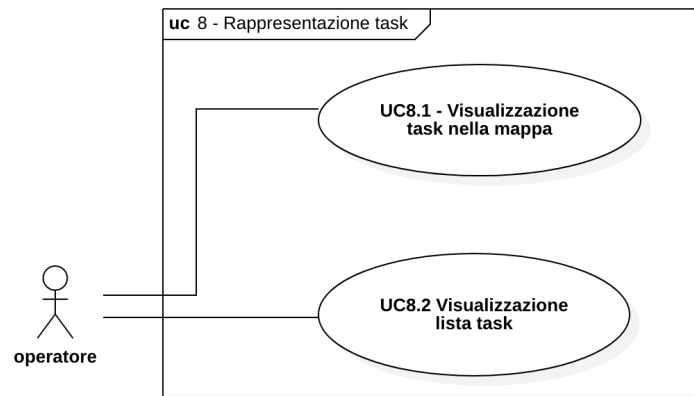 uc 8 - Rappresentazione task
UC8.1 - Visualizzazione
task nella mappa
UC8.2 Visualizzazione
lista task
operatore